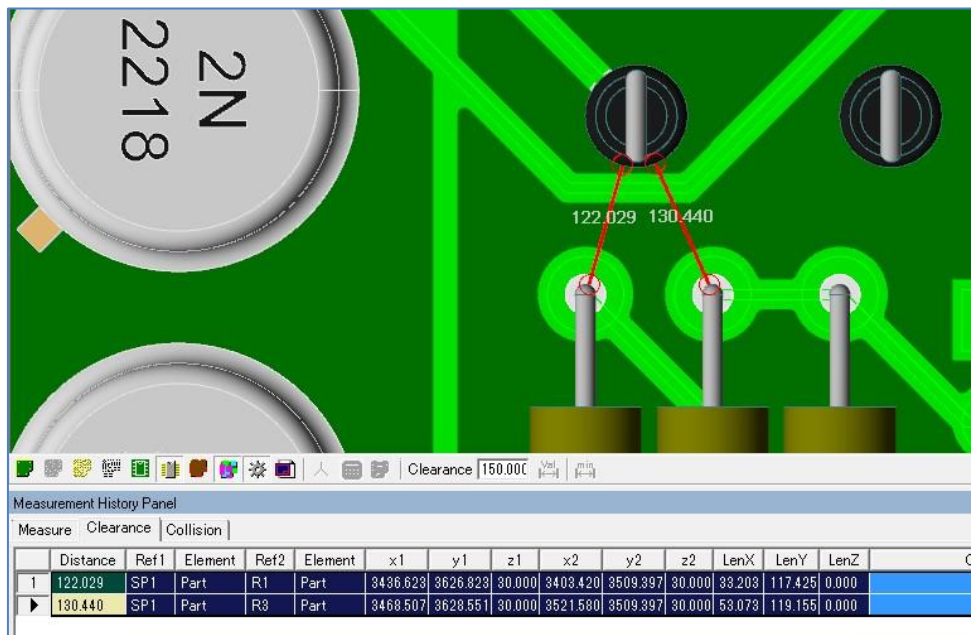 2N
2218
122.029 130.440
Clearance 150.000 Val min
Measurement History Panel
Measure Clearance Collision
Distance Ref1 Element Ref2 Element x1 y1 z1 x2 y2 z2 LenX LenY LenZ
1 122.029 SP1 Part R1 Part 3436.623 3626.823 30.000 3403.420 3509.397 30.000 33.203 117.425 0.000
130.440 SP1 Part R3 Part 3468.507 3628.551 30.000 3521.580 3509.397 30.000 53.073 119.155 0.000